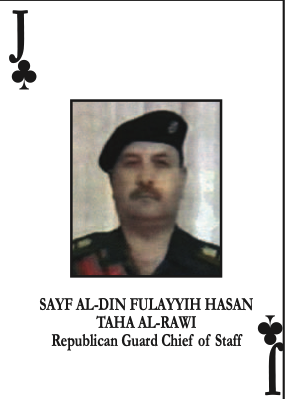 J
SAYF AL-DIN FULAYYIH HASAN
TAHA AL-RAWI
Republican Guard Chief of Staff
J